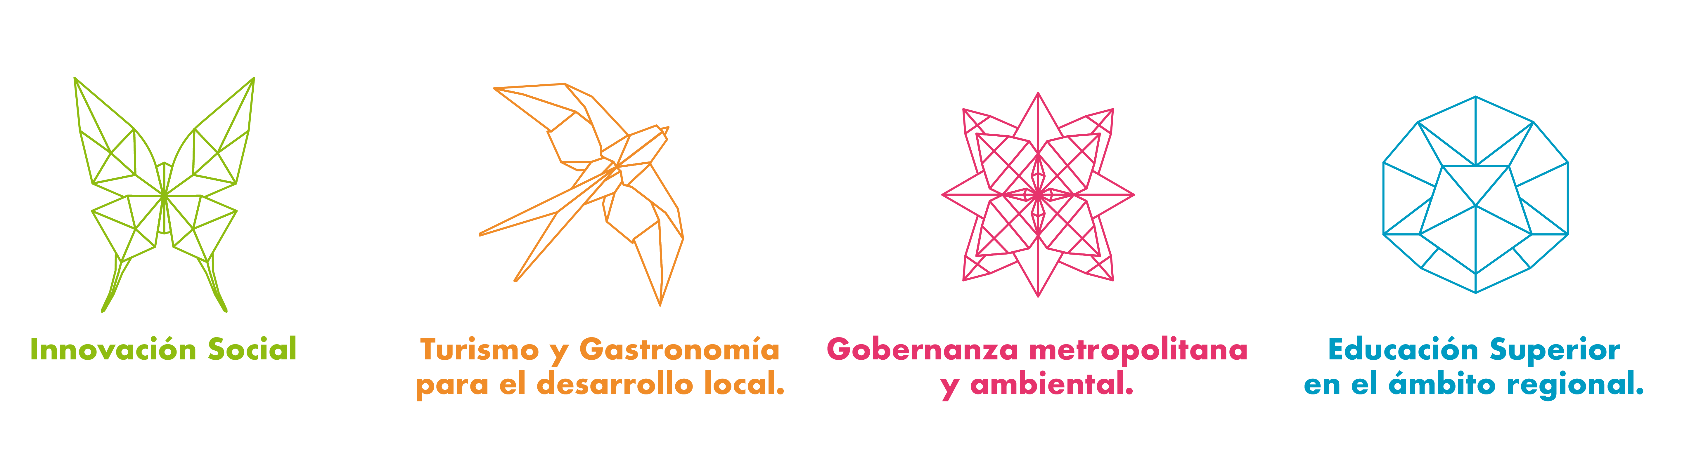 Innovación Social
Turismo y Gastronomía
para el desarrollo local.
Gobernanza metropolitana
y ambiental.
Educación Superior
en el ámbito regional.